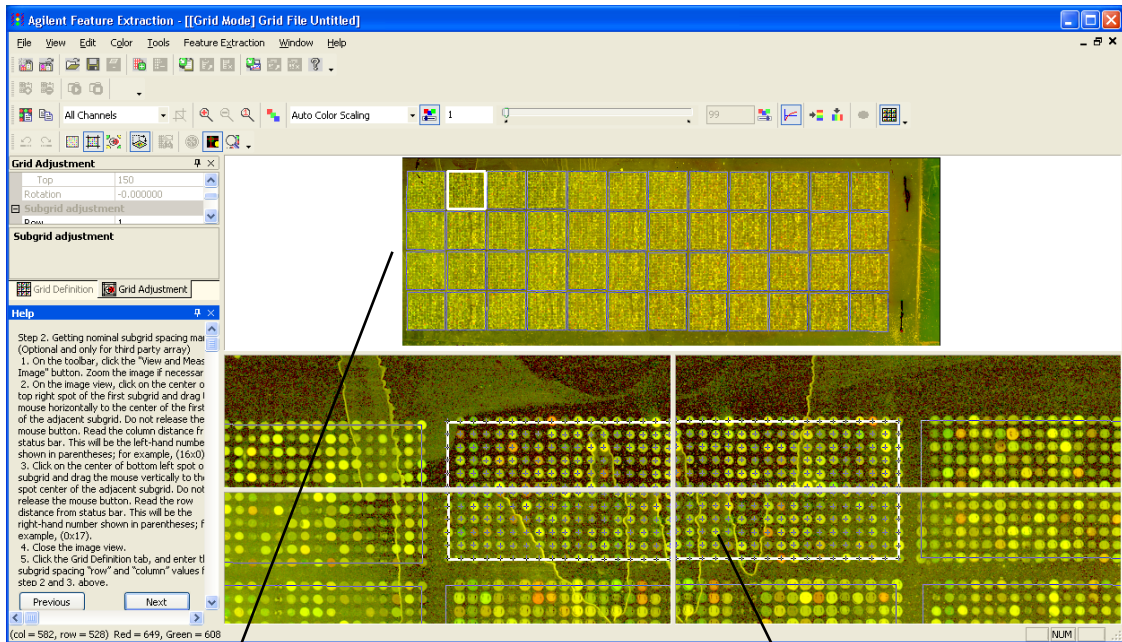 Agilent Feature Extraction - [[Grid Mode] Grid File Untitled]
File View Edit Color Tools Feature Extraction Window Help
All Channels Auto Color Scaling 1 99
Grid Adjustment
Top 150
Rotation -0.000000
Subgrid adjustment
Row 1
Subgrid adjustment
Grid Definition Grid Adjustment
Help
Step 2. Getting nominal subgrid spacing
(Optional and only for third party array)
1. On the toolbar, click the "View and Meas
Image" button. Zoom the image if necessar
2. On the image view, click on the center o
top right spot of the first subgrid and drag
mouse horizontally to the center of the first
of the adjacent subgrid. Do not release the
mouse button. Read the column distance fr
status bar. This will be the left-hand numbe
shown in parentheses; for example, (16x0)
3. Click on the center of bottom left spot o
subgrid and drag the mouse vertically to the
spot center of the adjacent subgrid. Do not
release the mouse button. Read the row
distance from status bar. This will be the
right-hand number shown in parentheses; f
example, (0x17).
4. Close the image view.
5. Click the Grid Definition tab, and enter th
subgrid spacing "row" and "column" values f
step 2 and 3. above.
Previous Next
(col = 582, row = 528) Red = 649, Green = 608 NUM